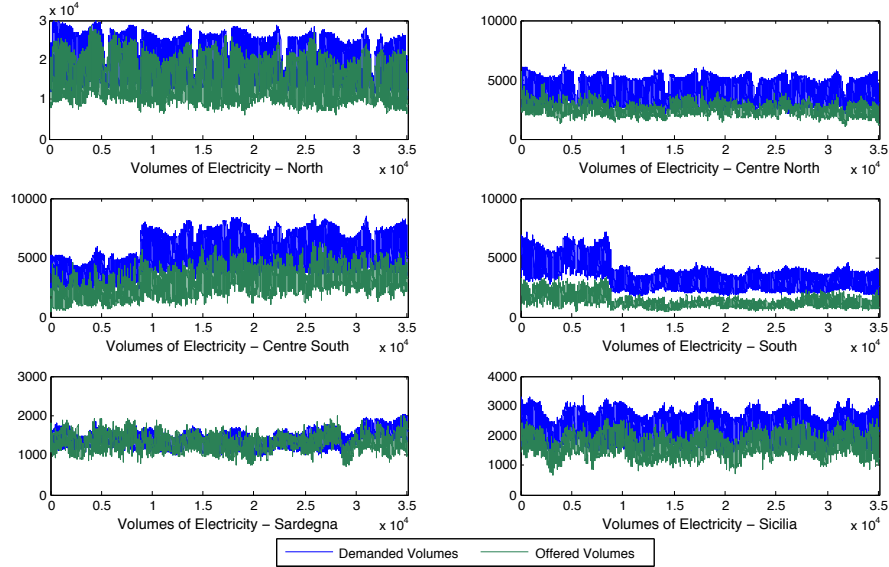 x 10^4
3
2
1
0
0 0.5 1 1.5 2 2.5 3 3.5
Volumes of Electricity – North
x 10^4
10000
5000
0
0 0.5 1 1.5 2 2.5 3 3.5
Volumes of Electricity – Centre North
x 10^4
10000
5000
0
0 0.5 1 1.5 2 2.5 3 3.5
Volumes of Electricity – Centre South
x 10^4
10000
5000
0
0 0.5 1 1.5 2 2.5 3 3.5
Volumes of Electricity – South
x 10^4
3000
2000
1000
0
0 0.5 1 1.5 2 2.5 3 3.5
Volumes of Electricity – Sardegna
x 10^4
4000
3000
2000
1000
0
0 0.5 1 1.5 2 2.5 3 3.5
Volumes of Electricity – Sicilia
x 10^4
Demanded Volumes
Offered Volumes